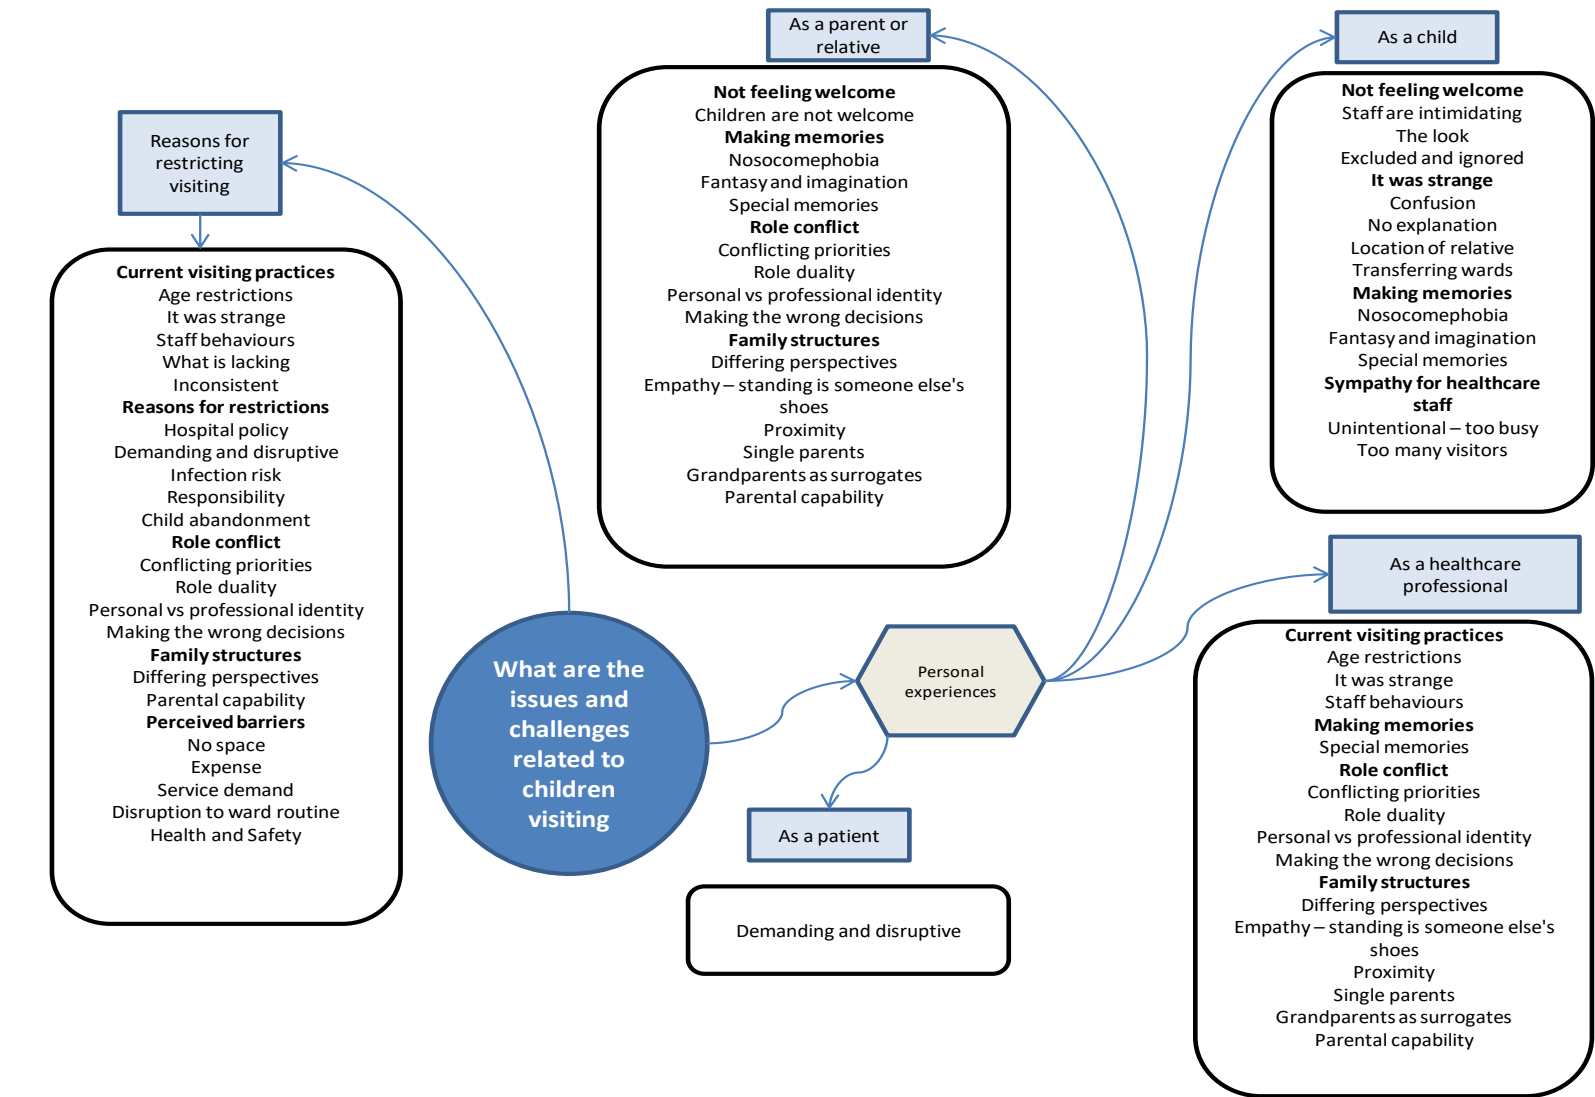 Reasons for
restricting
visiting
Current visiting practices
Age restrictions
It was strange
Staff behaviours
What is lacking
Inconsistent
Reasons for restrictions
Hospital policy
Demanding and disruptive
Infection risk
Responsibility
Child abandonment
Role conflict
Conflicting priorities
Role duality
Personal vs professional identity
Making the wrong decisions
Family structures
Differing perspectives
Parental capability
Perceived barriers
No space
Expense
Service demand
Disruption to ward routine
Health and Safety
What are the
issues and
challenges
related to
children
visiting
Personal
experiences
As a parent or
relative
Not feeling welcome
Children are not welcome
Making memories
Nosocomephobia
Fantasy and imagination
Special memories
Role conflict
Conflicting priorities
Role duality
Personal vs professional identity
Making the wrong decisions
Family structures
Differing perspectives
Empathy – standing is someone else's
shoes
Proximity
Single parents
Grandparents as surrogates
Parental capability
As a patient
Demanding and disruptive
As a child
Not feeling welcome
Staff are intimidating
The look
Excluded and ignored
It was strange
Confusion
No explanation
Location of relative
Transferring wards
Making memories
Nosocomephobia
Fantasy and imagination
Special memories
Sympathy for healthcare
staff
Unintentional – too busy
Too many visitors
As a healthcare
professional
Current visiting practices
Age restrictions
It was strange
Staff behaviours
Making memories
Special memories
Role conflict
Conflicting priorities
Role duality
Personal vs professional identity
Making the wrong decisions
Family structures
Differing perspectives
Empathy – standing is someone else's
shoes
Proximity
Single parents
Grandparents as surrogates
Parental capability